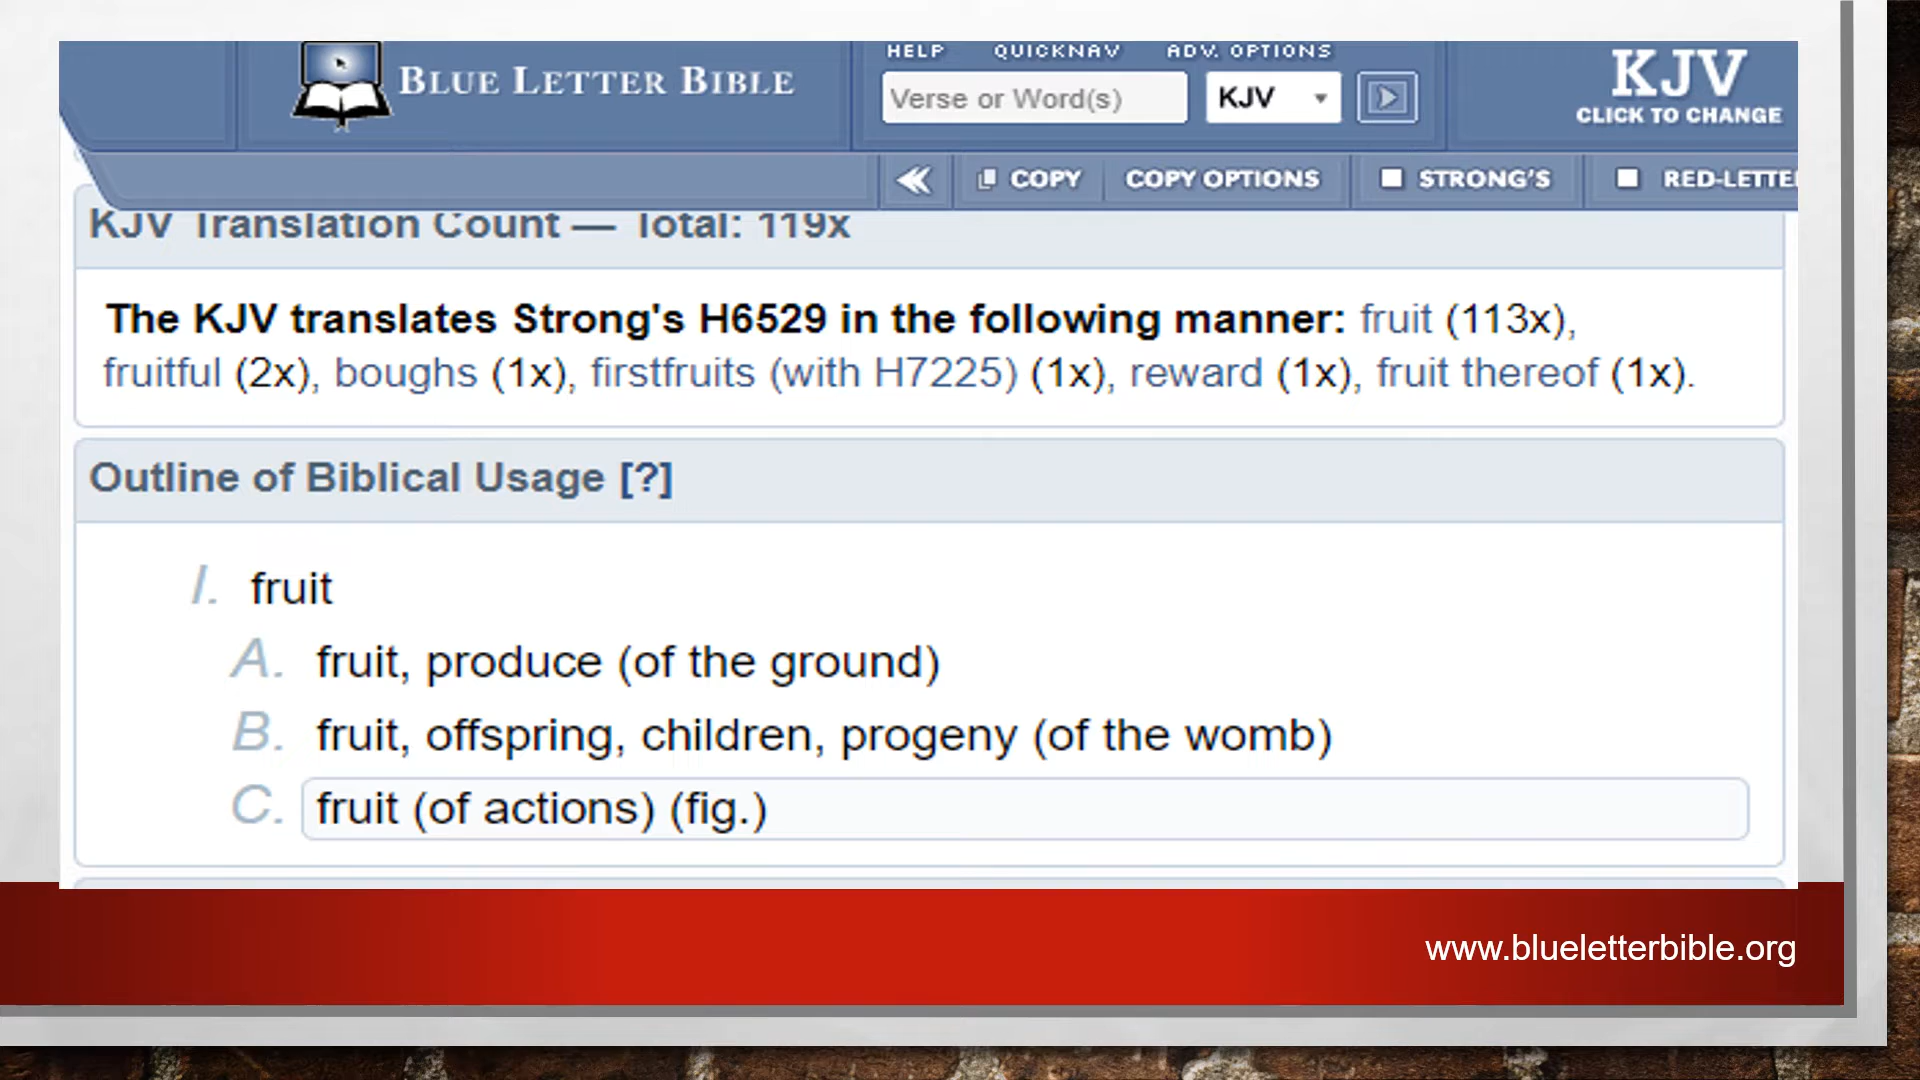 HELP QUICKNAV ADV. OPTIONS
BLUE LETTER BIBLE
Verse or Word(s) KJV
KJV
CLICK TO CHANGE
COPY COPY OPTIONS STRONG'S RED-LETTE
KJV Translation Count — Total: 119x
The KJV translates Strong's H6529 in the following manner: fruit (113x),
fruitful (2x), boughs (1x), firstfruits (with H7225) (1x), reward (1x), fruit thereof (1x).
Outline of Biblical Usage [?]
I. fruit
A. fruit, produce (of the ground)
B. fruit, offspring, children, progeny (of the womb)
C. fruit (of actions) (fig.)
www.blueletterbible.org